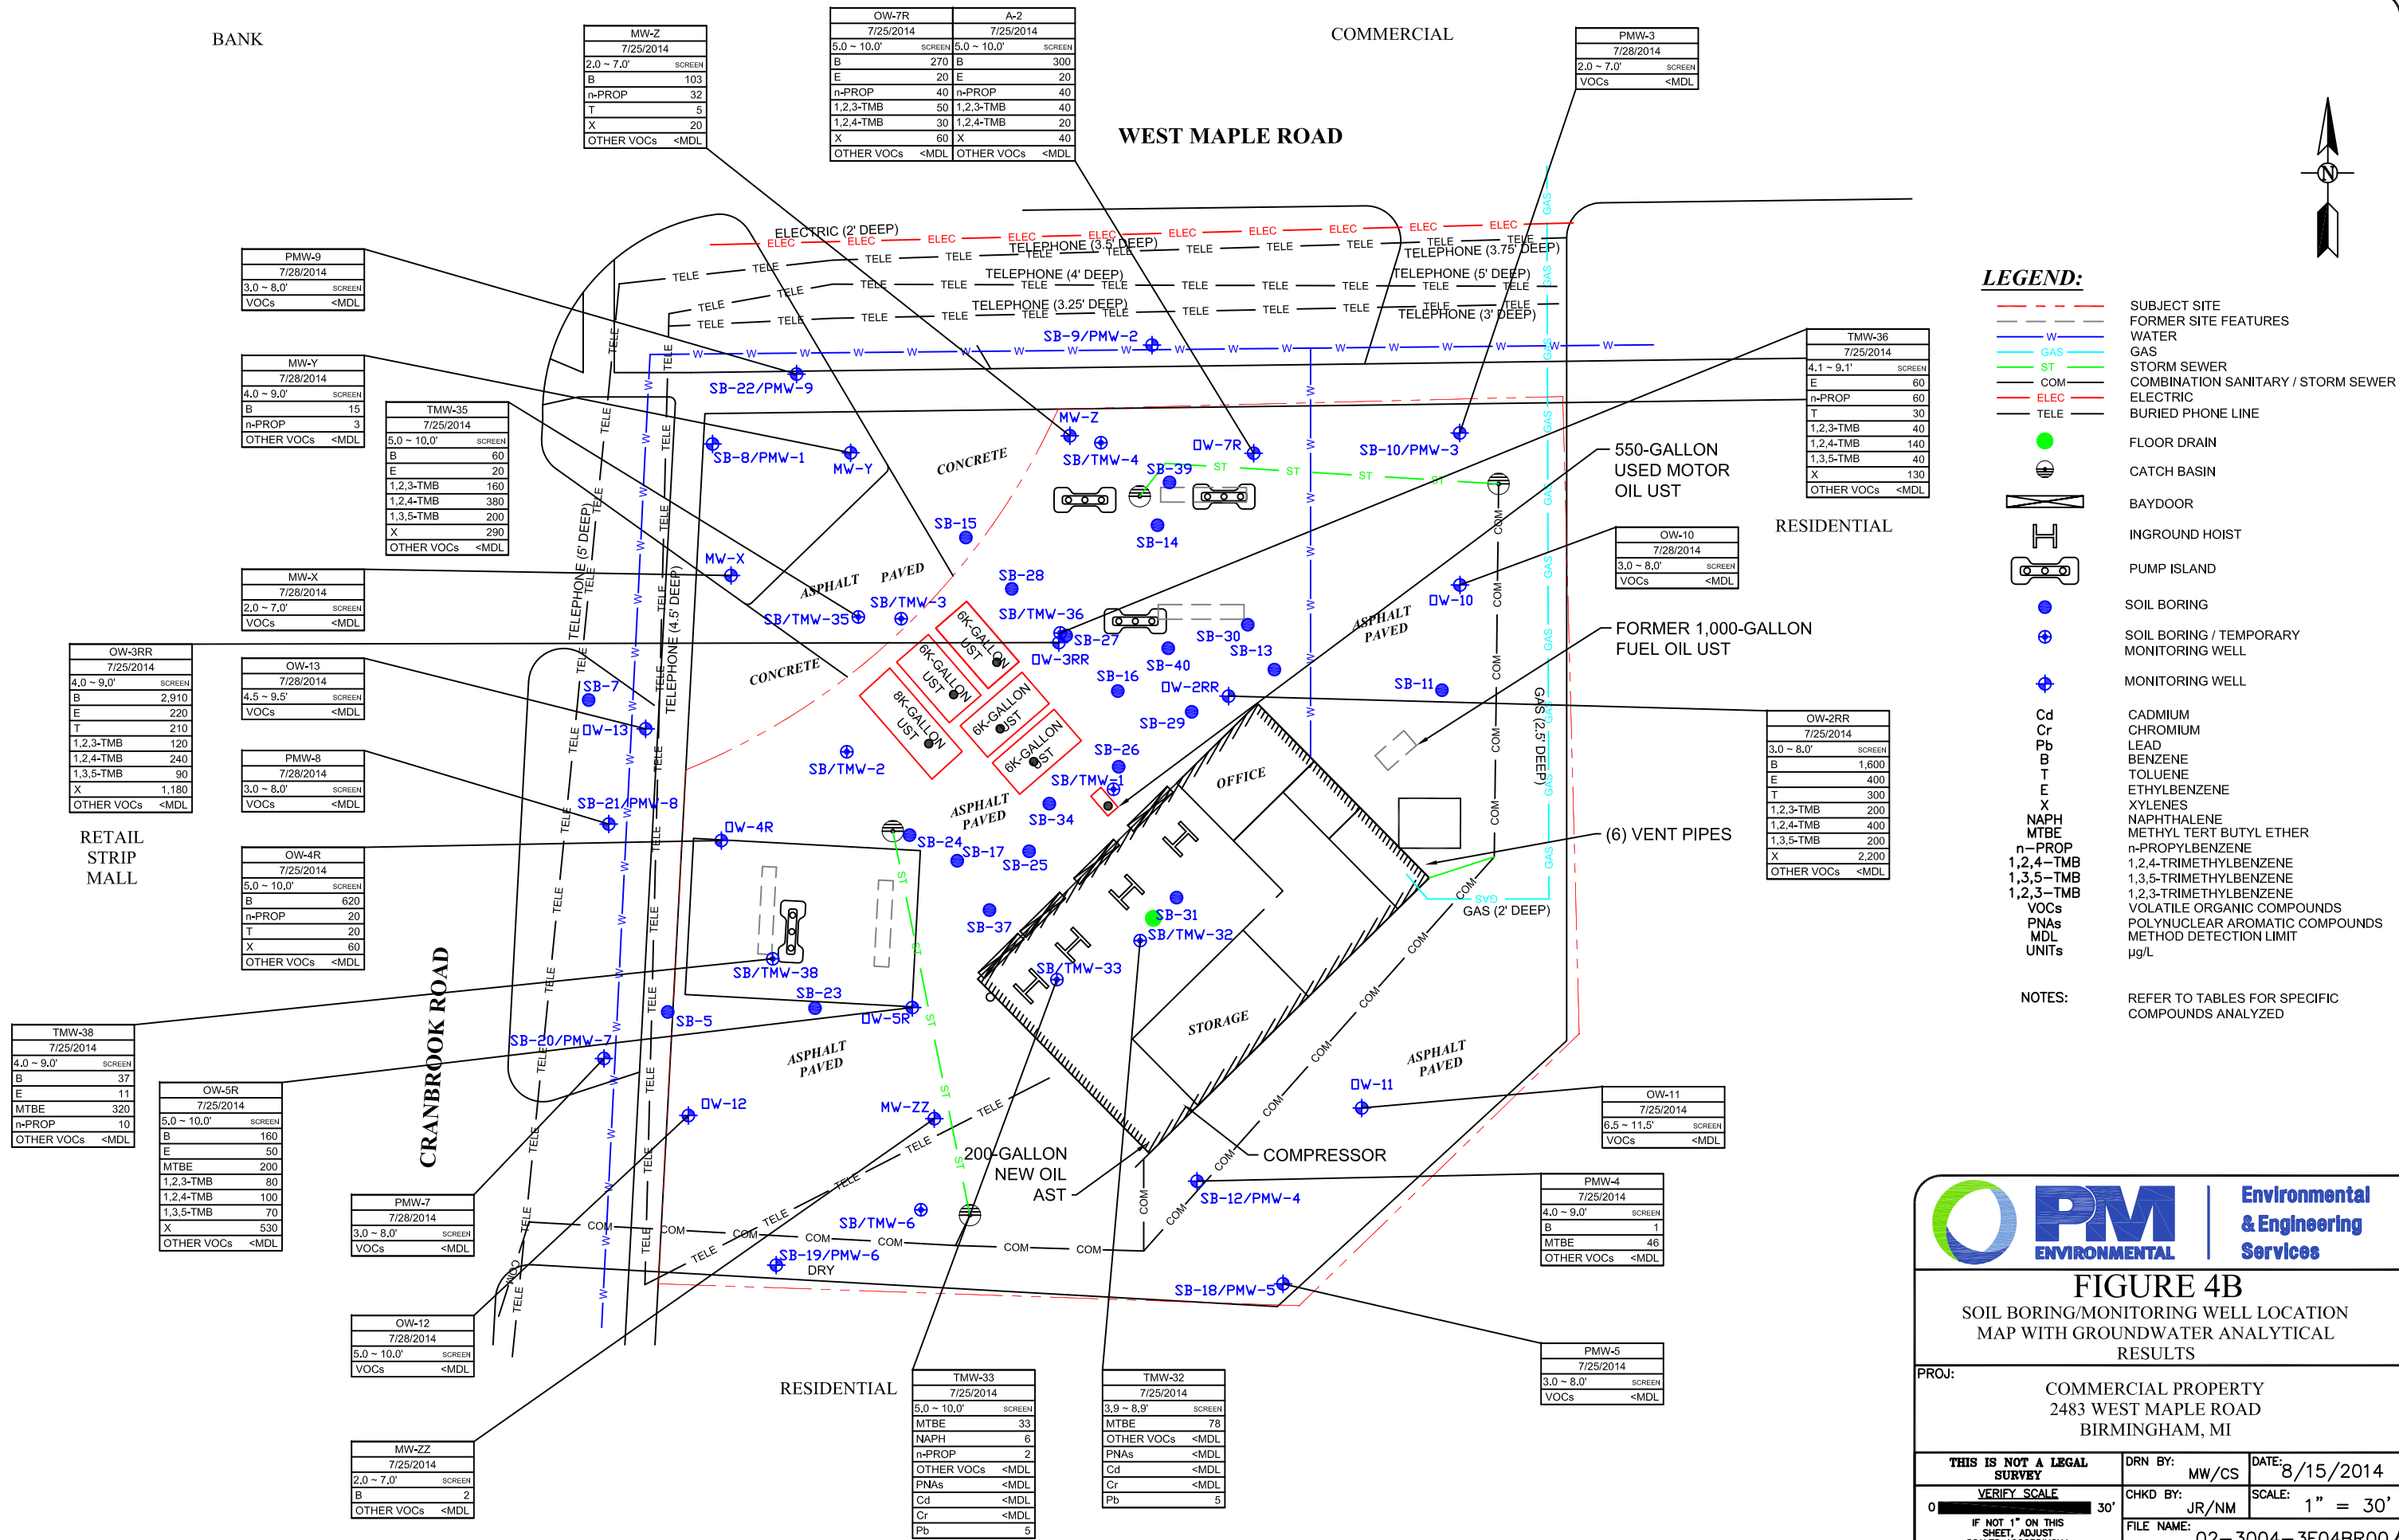 BANK
COMMERCIAL
WEST MAPLE ROAD
MW-Z
7/25/2014
2.0 ~ 7.0' SCREEN
B 103
n-PROP 32
T 5
X 20
OTHER VOCs <MDL
OW-7R A-2
7/25/2014 7/25/2014
5.0 ~ 10.0' SCREEN 5.0 ~ 10.0' SCREEN
B 270 B 300
E 20 E 20
n-PROP 40 n-PROP 40
1,2,3-TMB 50 1,2,3-TMB 40
1,2,4-TMB 30 1,2,4-TMB 20
X 60 X 40
OTHER VOCs <MDL OTHER VOCs <MDL
PMW-3
7/28/2014
2.0 ~ 7.0' SCREEN
VOCs <MDL
N
PMW-9
7/28/2014
3.0 ~ 8.0' SCREEN
VOCs <MDL
MW-Y
7/28/2014
4.0 ~ 9.0' SCREEN
B 15
n-PROP 3
OTHER VOCs <MDL
TMW-35
7/25/2014
5.0 ~ 10.0' SCREEN
B 60
E 20
1,2,3-TMB 160
1,2,4-TMB 380
1,3,5-TMB 200
X 290
OTHER VOCs <MDL
MW-X
7/28/2014
2.0 ~ 7.0' SCREEN
VOCs <MDL
OW-3RR
7/25/2014
4.0 ~ 9.0' SCREEN
B 2,910
E 220
T 210
1,2,3-TMB 120
1,2,4-TMB 240
1,3,5-TMB 90
X 1,180
OTHER VOCs <MDL
OW-13
7/28/2014
4.5 ~ 9.5' SCREEN
VOCs <MDL
PMW-8
7/28/2014
3.0 ~ 8.0' SCREEN
VOCs <MDL
RETAIL
STRIP
MALL
OW-4R
7/25/2014
5.0 ~ 10.0' SCREEN
B 620
n-PROP 20
T 20
X 60
OTHER VOCs <MDL
TMW-38
7/25/2014
4.0 ~ 9.0' SCREEN
B 37
E 11
MTBE 320
n-PROP 10
OTHER VOCs <MDL
OW-5R
7/25/2014
5.0 ~ 10.0' SCREEN
B 160
E 50
MTBE 200
1,2,3-TMB 80
1,2,4-TMB 100
1,3,5-TMB 70
X 530
OTHER VOCs <MDL
CRANBROOK ROAD
PMW-7
7/28/2014
3.0 ~ 8.0' SCREEN
VOCs <MDL
OW-12
7/28/2014
5.0 ~ 10.0' SCREEN
VOCs <MDL
MW-ZZ
7/25/2014
2.0 ~ 7.0' SCREEN
B 2
OTHER VOCs <MDL
RESIDENTIAL
TMW-33
7/25/2014
5.0 ~ 10.0' SCREEN
MTBE 33
NAPH 6
n-PROP 2
OTHER VOCs <MDL
PNAs <MDL
Cd <MDL
Cr <MDL
Pb 5
TMW-32
7/25/2014
3.9 ~ 8.9' SCREEN
MTBE 78
OTHER VOCs <MDL
PNAs <MDL
Cd <MDL
Cr <MDL
Pb 5
TMW-36
7/25/2014
4.1 ~ 9.1' SCREEN
E 60
n-PROP 60
T 30
1,2,3-TMB 40
1,2,4-TMB 140
1,3,5-TMB 40
X 130
OTHER VOCs <MDL
RESIDENTIAL
OW-10
7/28/2014
3.0 ~ 8.0' SCREEN
VOCs <MDL
OW-2RR
7/25/2014
3.0 ~ 8.0' SCREEN
B 1,600
E 400
T 300
1,2,3-TMB 200
1,2,4-TMB 400
1,3,5-TMB 200
X 2,200
OTHER VOCs <MDL
OW-11
7/25/2014
6.5 ~ 11.5' SCREEN
VOCs <MDL
PMW-4
7/25/2014
4.0 ~ 9.0' SCREEN
B 1
MTBE 46
OTHER VOCs <MDL
PMW-5
7/25/2014
3.0 ~ 8.0' SCREEN
VOCs <MDL
ELECTRIC (2' DEEP)
ELEC ELEC ELEC ELEC ELEC ELEC ELEC ELEC ELEC ELEC
TELEPHONE (3.5' DEEP)
TELEPHONE (3.75' DEEP)
TELEPHONE (4' DEEP)
TELEPHONE (5' DEEP)
TELEPHONE (3.25' DEEP)
TELEPHONE (3' DEEP)
TELEPHONE (5' DEEP)
TELEPHONE (4.5' DEEP)
GAS (2.5' DEEP)
GAS (2' DEEP)
SB-9/PMW-2
SB-22/PMW-9
SB-8/PMW-1
MW-Y
MW-Z
SB/TMW-4
OW-7R
SB-10/PMW-3
SB-39
CONCRETE
SB-15
SB-14
MW-X
ASPHALT PAVED
SB-28
SB/TMW-3
SB/TMW-35
SB/TMW-36
SB-27
OW-3RR
SB-30
SB-40
SB-13
OW-10
ASPHALT
PAVED
550-GALLON
USED MOTOR
OIL UST
FORMER 1,000-GALLON
FUEL OIL UST
CONCRETE
6K-GALLON
UST
6K-GALLON
UST
8K-GALLON
UST
6K-GALLON
UST
6K-GALLON
UST
SB-7
OW-13
SB-16
OW-2RR
SB-29
SB-11
SB/TMW-2
SB-26
SB/TMW-1
OFFICE
SB-21/PMW-8
OW-4R
ASPHALT
PAVED
SB-34
SB-24
SB-17
SB-25
(6) VENT PIPES
SB-37
SB-31
SB/TMW-32
SB/TMW-33
SB/TMW-38
SB-23
SB-5
OW-5R
STORAGE
SB-20/PMW-7
ASPHALT
PAVED
ASPHALT
PAVED
OW-12
MW-ZZ
OW-11
200-GALLON
NEW OIL
AST
COMPRESSOR
SB-12/PMW-4
SB/TMW-6
SB-19/PMW-6
DRY
SB-18/PMW-5
LEGEND:
SUBJECT SITE
FORMER SITE FEATURES
W WATER
GAS GAS
ST STORM SEWER
COM COMBINATION SANITARY / STORM SEWER
ELEC ELECTRIC
TELE BURIED PHONE LINE
FLOOR DRAIN
CATCH BASIN
BAYDOOR
INGROUND HOIST
PUMP ISLAND
SOIL BORING
SOIL BORING / TEMPORARY
MONITORING WELL
MONITORING WELL
Cd CADMIUM
Cr CHROMIUM
Pb LEAD
B BENZENE
T TOLUENE
E ETHYLBENZENE
X XYLENES
NAPH NAPHTHALENE
MTBE METHYL TERT BUTYL ETHER
n-PROP n-PROPYLBENZENE
1,2,4-TMB 1,2,4-TRIMETHYLBENZENE
1,3,5-TMB 1,3,5-TRIMETHYLBENZENE
1,2,3-TMB 1,2,3-TRIMETHYLBENZENE
VOCs VOLATILE ORGANIC COMPOUNDS
PNAs POLYNUCLEAR AROMATIC COMPOUNDS
MDL METHOD DETECTION LIMIT
UNITs µg/L
NOTES: REFER TO TABLES FOR SPECIFIC
COMPOUNDS ANALYZED
PM
ENVIRONMENTAL
Environmental
& Engineering
Services
FIGURE 4B
SOIL BORING/MONITORING WELL LOCATION
MAP WITH GROUNDWATER ANALYTICAL
RESULTS
PROJ:
COMMERCIAL PROPERTY
2483 WEST MAPLE ROAD
BIRMINGHAM, MI
THIS IS NOT A LEGAL
SURVEY
DRN BY: MW/CS
DATE: 8/15/2014
VERIFY SCALE
0 30'
IF NOT 1" ON THIS
SHEET, ADJUST
CHKD BY: JR/NM
SCALE: 1" = 30'
FILE NAME: